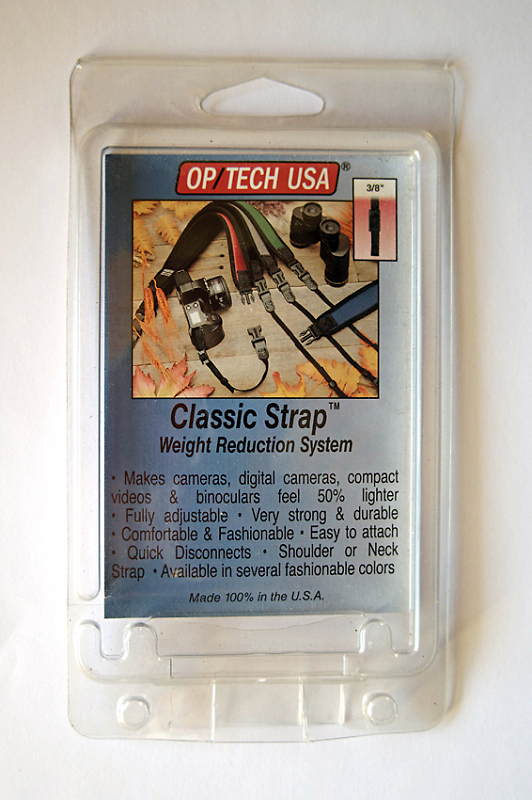 OP/TECH USA®
3/8"
Classic Strap™
Weight Reduction System
• Makes cameras, digital cameras, compact
videos & binoculars feel 50% lighter
• Fully adjustable • Very strong & durable
• Comfortable & Fashionable • Easy to attach
• Quick Disconnects • Shoulder or Neck
Strap • Available in several fashionable colors
Made 100% in the U.S.A.